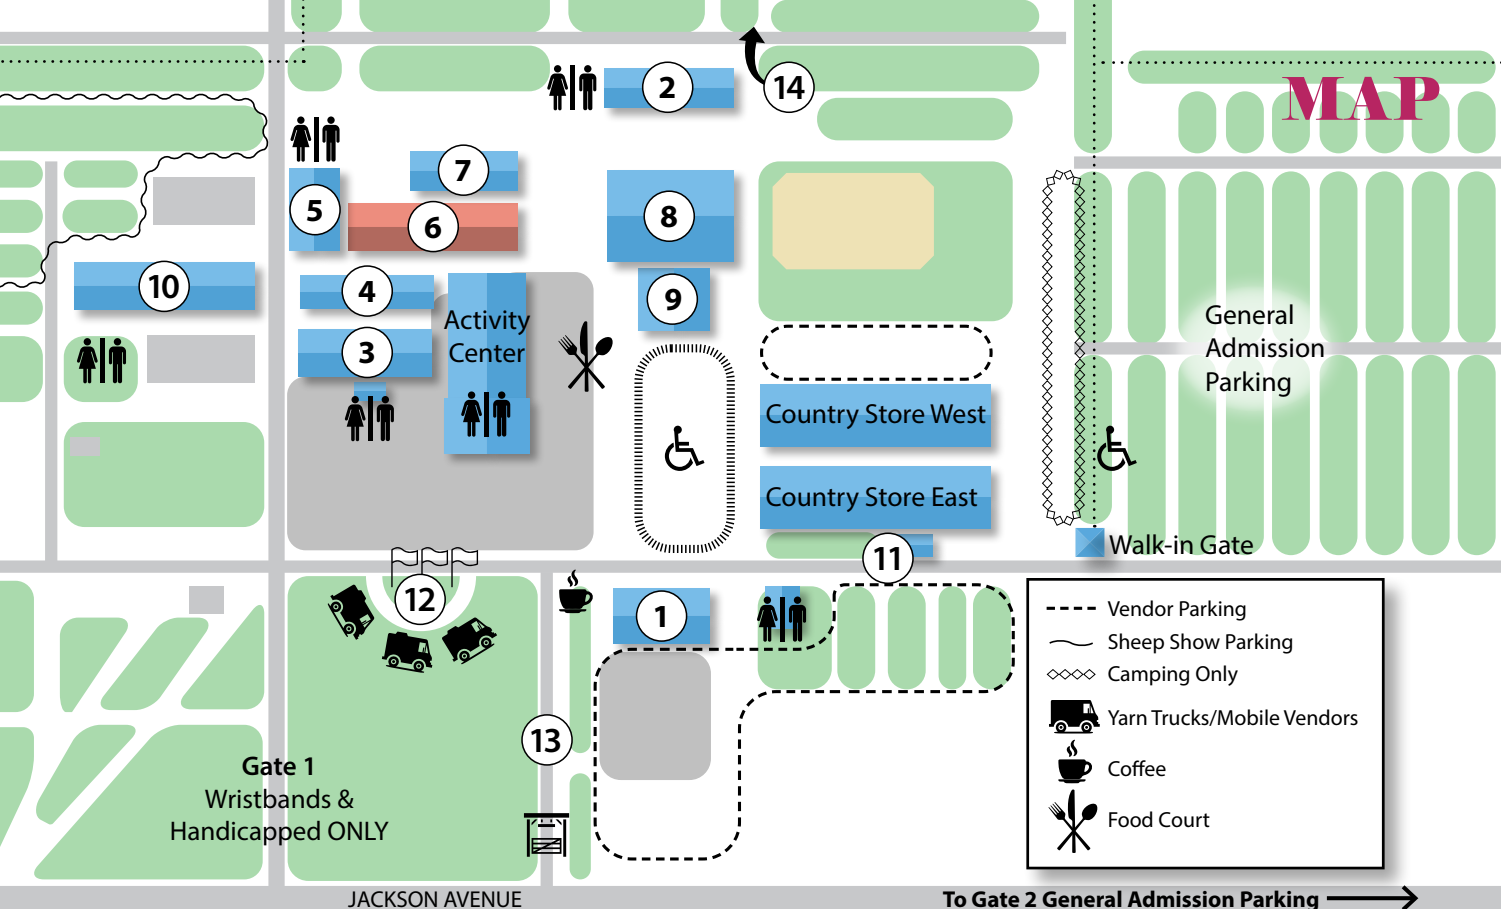 MAP
2
14
7
5
6
8
10
4
9
3
Activity
Center
General
Admission
Parking
Country Store West
Country Store East
11
Walk-in Gate
12
1
13
Gate 1
Wristbands &
Handicapped ONLY
Vendor Parking
Sheep Show Parking
Camping Only
Yarn Trucks/Mobile Vendors
Coffee
Food Court
JACKSON AVENUE
To Gate 2 General Admission Parking